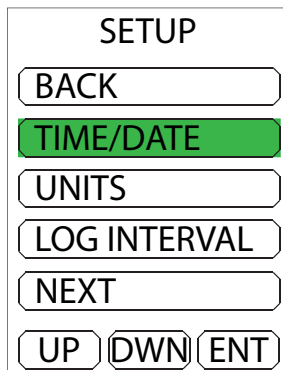 SETUP
BACK
TIME/DATE
UNITS
LOG INTERVAL
NEXT
UP DWN ENT